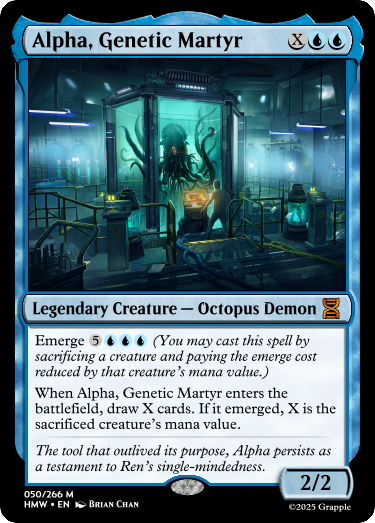 Alpha, Genetic Martyr X
Legendary Creature — Octopus Demon
Emerge 5 (You may cast this spell by
sacrificing a creature and paying the emerge cost
reduced by that creature's mana value.)
When Alpha, Genetic Martyr enters the
battlefield, draw X cards. If it emerged, X is the
sacrificed creature's mana value.
The tool that outlived its purpose, Alpha persists as
a testament to Ren's single-mindedness.
2/2
050/266 M
HMW • EN Brian Chan
©2025 Grapple